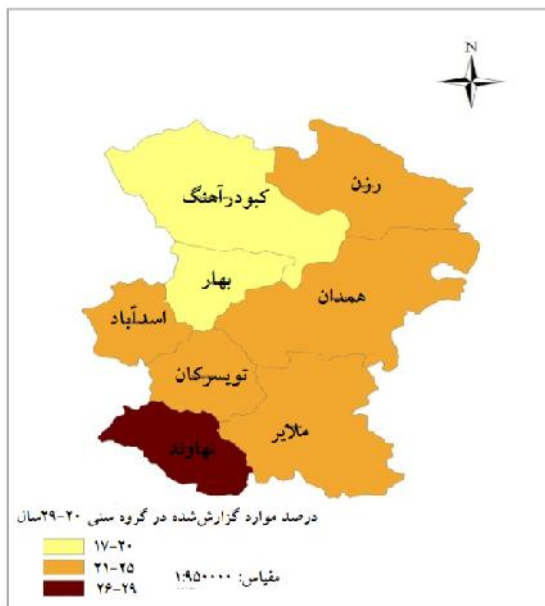 N
رزن
کبودرآهنگ
بهار
همدان
اسدآباد
تویسرکان
ملایر
نهاوند
درصد موارد گزارش‌شده در گروه سنی ۲۰-۲۹سال
۱۷-۲۰
۲۱-۲۵
۲۶-۲۹
مقیاس: ۱:۹۵۰۰۰۰